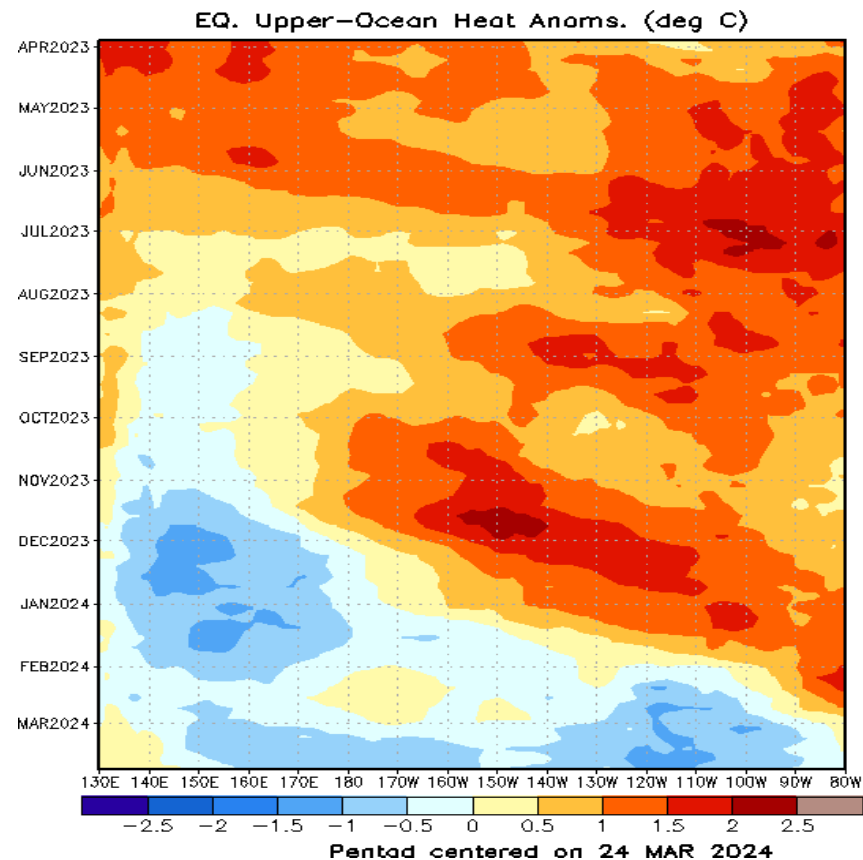 EQ. Upper-Ocean Heat Anoms. (deg C)
APR2023
MAY2023
JUN2023
JUL2023
AUG2023
SEP2023
OCT2023
NOV2023
DEC2023
JAN2024
FEB2024
MAR2024
130E 140E 150E 160E 170E 180 170W 160W 150W 140W 130W 120W 110W 100W 90W 80W
-2.5 -2 -1.5 -1 -0.5 0 0.5 1 1.5 2 2.5
Pentad centered on 24 MAR 2024